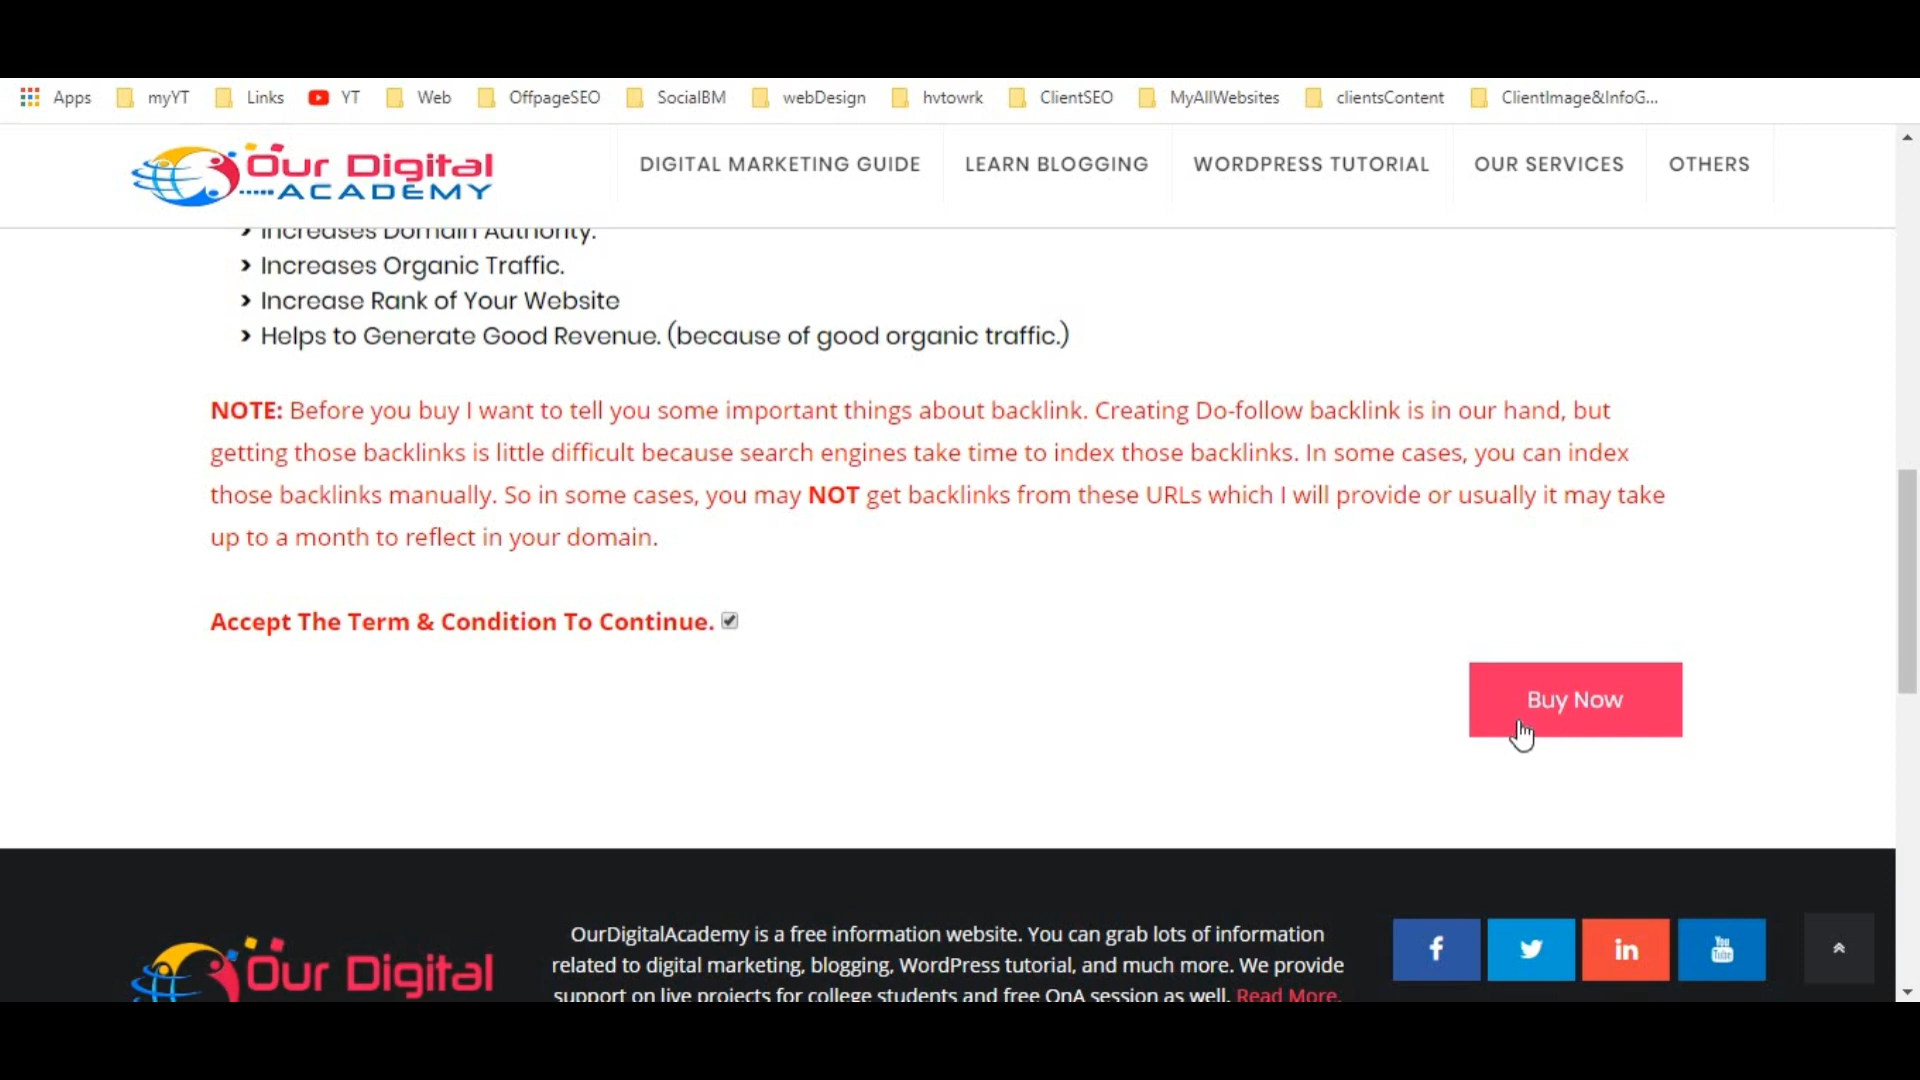 Apps myYT Links YT Web OffpageSEO SocialBM webDesign hvtowrk ClientSEO MyAllWebsites clientsContent ClientImage&InfoG...
Our Digital
ACADEMY
DIGITAL MARKETING GUIDE LEARN BLOGGING WORDPRESS TUTORIAL OUR SERVICES OTHERS
Increases Domain Authority.
Increases Organic Traffic.
Increase Rank of Your Website
Helps to Generate Good Revenue. (because of good organic traffic.)
NOTE: Before you buy I want to tell you some important things about backlink. Creating Do-follow backlink is in our hand, but
getting those backlinks is little difficult because search engines take time to index those backlinks. In some cases, you can index
those backlinks manually. So in some cases, you may NOT get backlinks from these URLs which I will provide or usually it may take
up to a month to reflect in your domain.
Accept The Term & Condition To Continue.
Buy Now
Our Digital
OurDigitalAcademy is a free information website. You can grab lots of information
related to digital marketing, blogging, WordPress tutorial, and much more. We provide
support on live projects for college students and free QnA session as well. Read More.
f
in
You
Tube